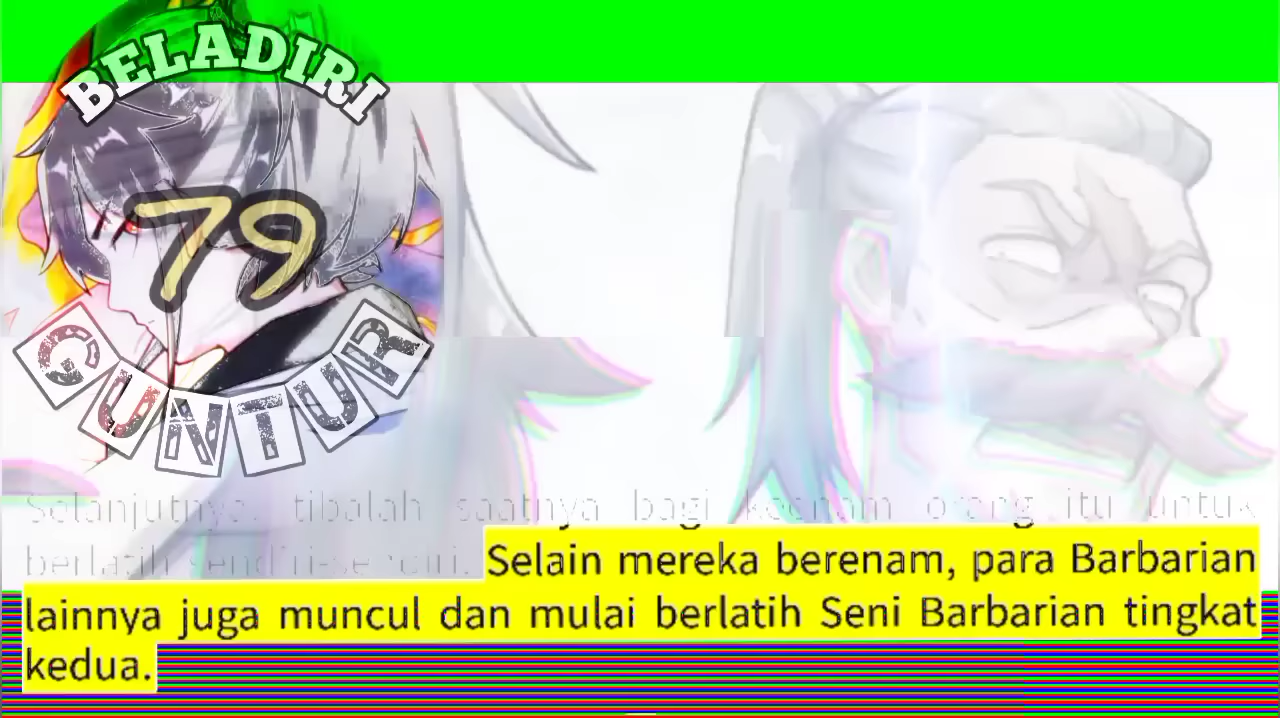 BELADIRI
79
GUNTUR
Selanjutnya, tibalah saatnya bagi keenam orang itu untuk
berlatih sendiri-sendiri. Selain mereka berenam, para Barbarian
lainnya juga muncul dan mulai berlatih Seni Barbarian tingkat
kedua.